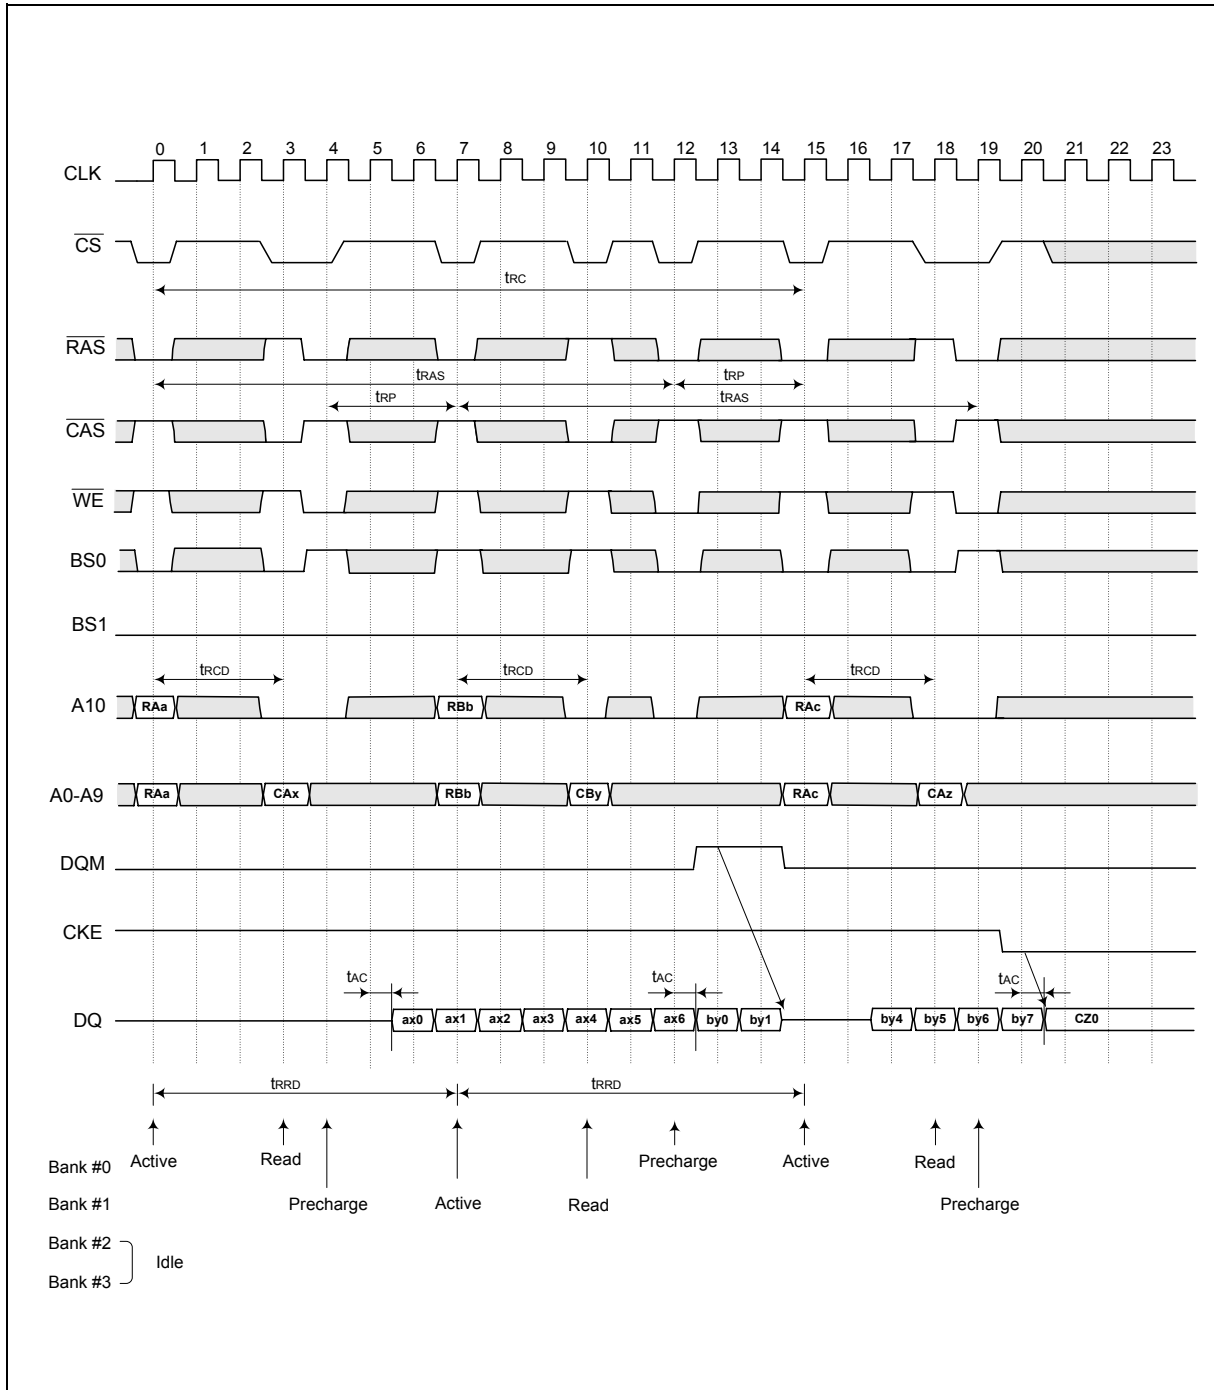 0 1 2 3 4 5 6 7 8 9 10 11 12 13 14 15 16 17 18 19 20 21 22 23
CLK
CS
tRC
RAS
tRAS tRP
tRP tRAS
CAS
WE
BS0
BS1
tRCD tRCD tRCD
A10 RAa RBb RAc
A0-A9 RAa CAx RBb CBy RAc CAz
DQM
CKE
tAC tAC tAC
DQ ax0 ax1 ax2 ax3 ax4 ax5 ax6 by0 by1 by4 by5 by6 by7 CZ0
tRRD tRRD
Bank #0 Active Read Precharge Active Read
Bank #1 Precharge Active Read Precharge
Bank #2
Idle
Bank #3